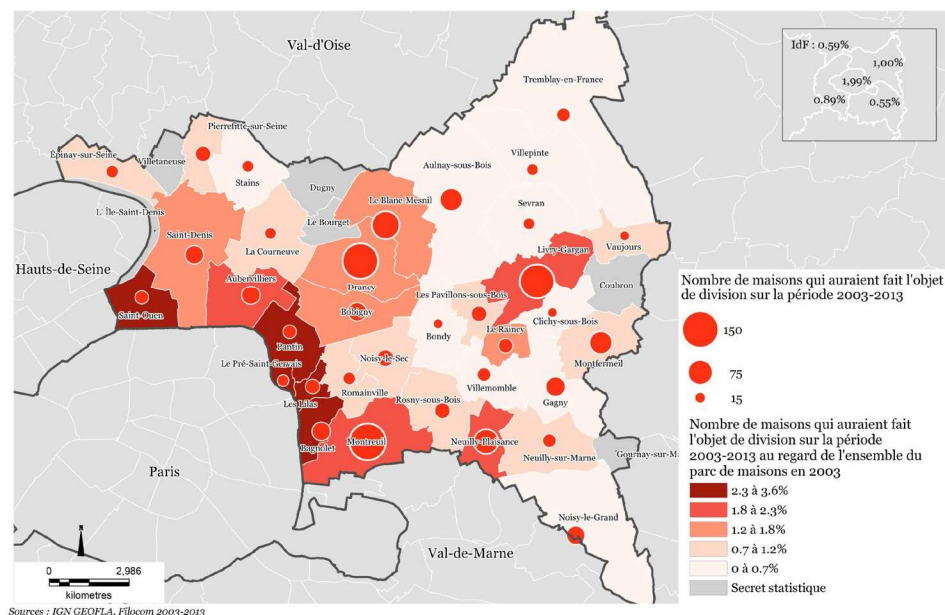 Val-d'Oise
IdF : 0.59%
1,00%
1,99%
0.89%
0.55%
Tremblay-en-France
Pierrefitte-sur-Seine
Épinay-sur-Seine
Villetaneuse
Stains
Aulnay-sous-Bois
Villepinte
Dugny
Le Blanc-Mesnil
L' Île-Saint-Denis
Le Bourget
Sevran
Saint-Denis
La Courneuve
Livry-Gargan
Vaujours
Hauts-de-Seine
Aubervilliers
Drancy
Coubron
Les Pavillons-sous-Bois
Saint-Ouen
Bobigny
Clichy-sous-Bois
Le Raincy
Bondy
Pantin
Noisy-le-Sec
Montfermeil
Le Pré-Saint-Gervais
Villemomble
Gagny
Les Lilas
Romainville
Rosny-sous-Bois
Bagnolet
Montreuil
Neuilly-Plaisance
Neuilly-sur-Marne
Gournay-sur-Ma
Paris
Noisy-le-Grand
Val-de-Marne
Nombre de maisons qui auraient fait l'objet
de division sur la période 2003-2013
150
75
15
Nombre de maisons qui auraient fait
l'objet de division sur la période
2003-2013 au regard de l'ensemble du
parc de maisons en 2003
2.3 à 3.6%
1.8 à 2.3%
1.2 à 1.8%
0.7 à 1.2%
0 à 0.7%
Secret statistique
N
0 2,986
kilometres
Sources : IGN GEOFLA, Filocom 2003-2013